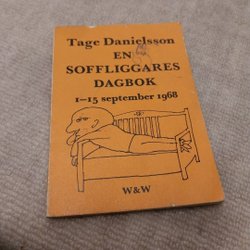 Tage Danielsson
EN
SOFFLIGGARES
DAGBOK
1–15 september 1968
W&W